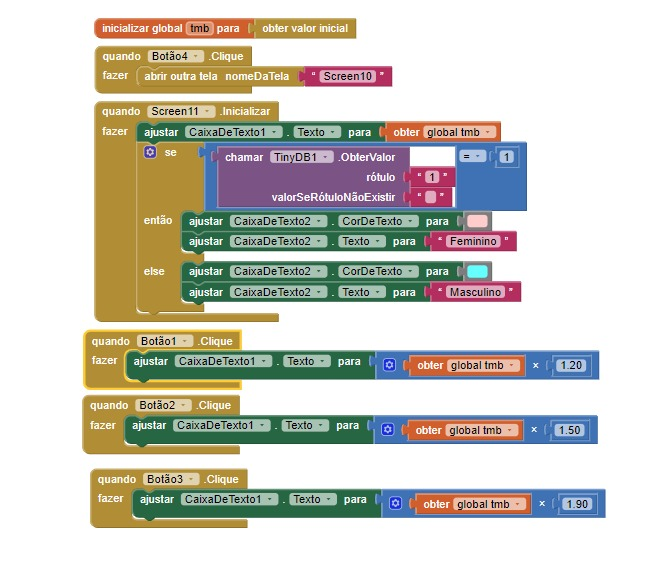 inicializar global tmb para obter valor inicial
quando Botão4 .Clique
fazer abrir outra tela nomeDaTela " Screen10 "
quando Screen11 .Inicializar
fazer ajustar CaixaDeTexto1 . Texto para obter global tmb
se chamar TinyDB1 .ObterValor = 1
rótulo " 1 "
valorSeRótuloNãoExistir " "
então ajustar CaixaDeTexto2 . CorDeTexto para
ajustar CaixaDeTexto2 . Texto para " Feminino "
else ajustar CaixaDeTexto2 . CorDeTexto para
ajustar CaixaDeTexto2 . Texto para " Masculino "
quando Botão1 .Clique
fazer ajustar CaixaDeTexto1 . Texto para obter global tmb × 1.20
quando Botão2 .Clique
fazer ajustar CaixaDeTexto1 . Texto para obter global tmb × 1.50
quando Botão3 .Clique
fazer ajustar CaixaDeTexto1 . Texto para obter global tmb × 1.90